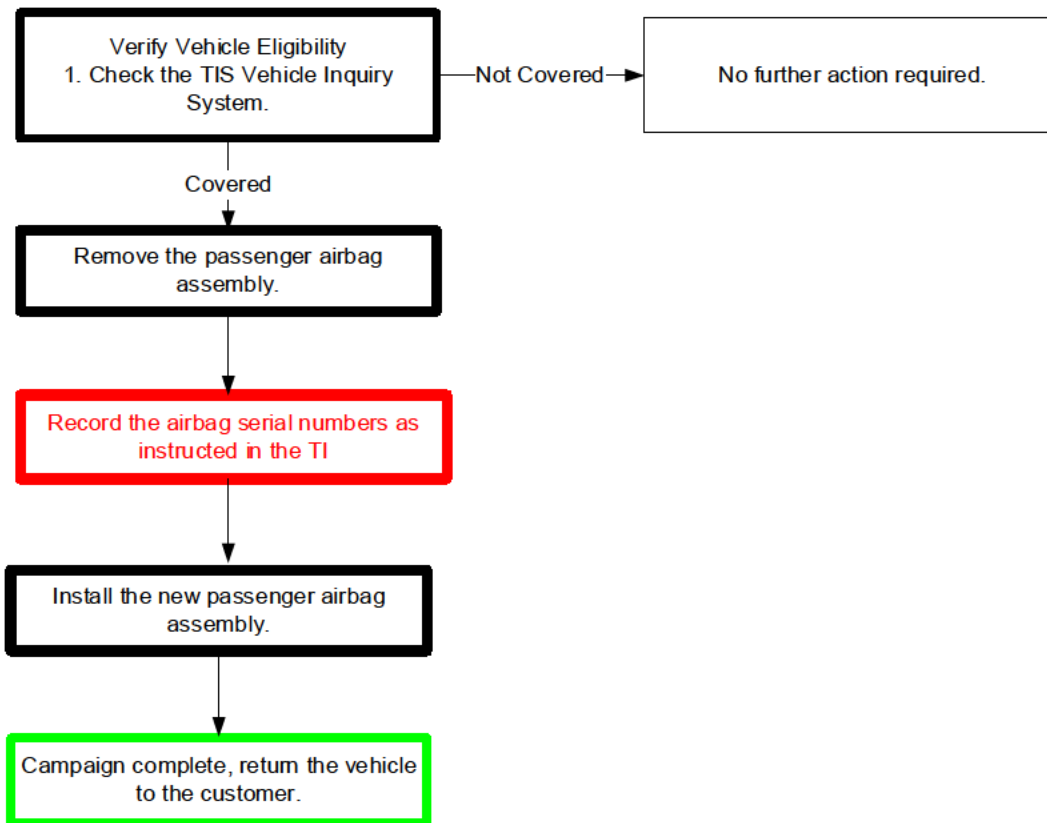 Verify Vehicle Eligibility
1. Check the TIS Vehicle Inquiry
System.
Not Covered
No further action required.
Covered
Remove the passenger airbag
assembly.
Record the airbag serial numbers as
instructed in the TI
Install the new passenger airbag
assembly.
Campaign complete, return the vehicle
to the customer.